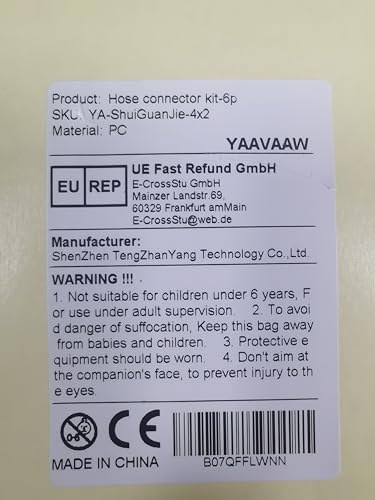 Product: Hose connector kit-6p
SKU: YA-ShuiGuanJie-4x2
Material: PC
YAAVAAW
EU REP
UE Fast Refund GmbH
E-CrossStu GmbH
Mainzer Landstr.69,
60329 Frankfurt amMain
E-CrossStu@web.de
Manufacturer:
ShenZhen TengZhanYang Technology Co.,Ltd.
WARNING !!!
1. Not suitable for children under 6 years, F
or use under adult supervision. 2. To avoi
d danger of suffocation, Keep this bag away
from babies and children. 3. Protective e
quipment should be worn. 4. Don't aim at
the companion's face, to prevent injury to th
e eyes
0-3
CE
MADE IN CHINA
B07QFFLWNN